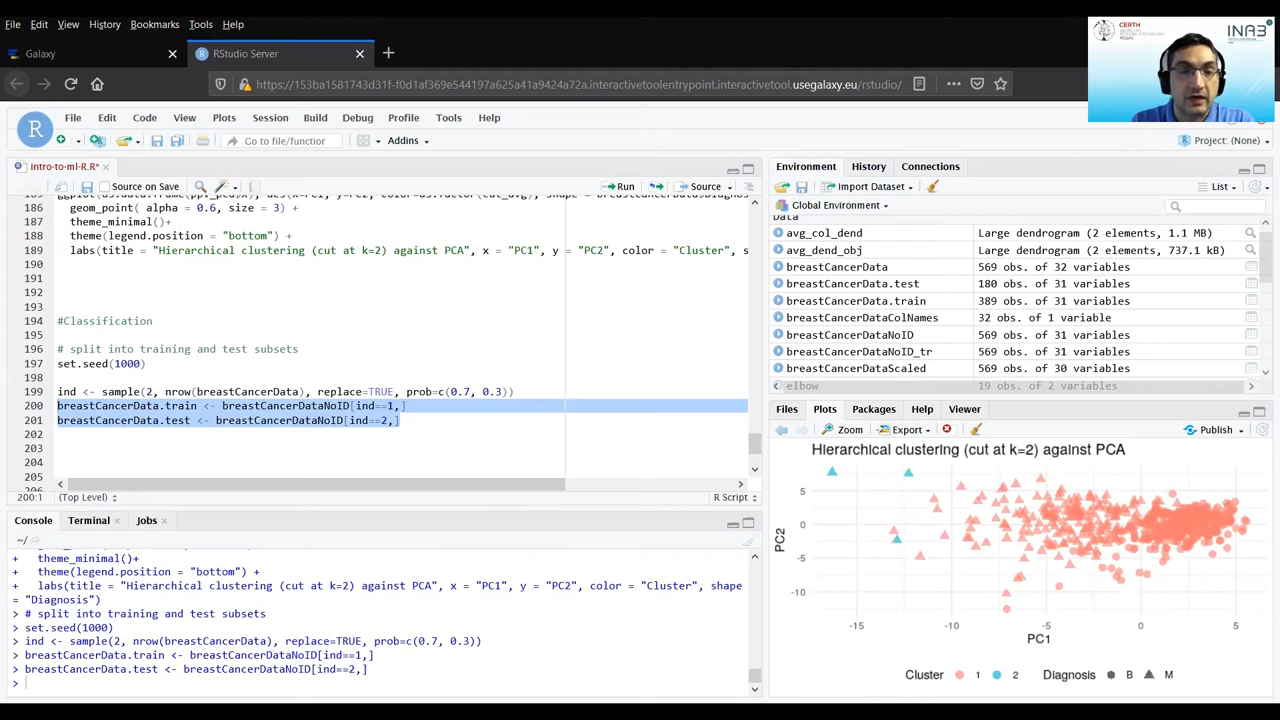 File Edit View History Bookmarks Tools Help
Galaxy
RStudio Server
https://153ba1581743d31f-f0d1af369e544197a625a41a9424a72a.interactivetoolentrypoint.interactivetool.usegalaxy.eu/rstudio/
CERTH
INAB
File Edit Code View Plots Session Build Debug Profile Tools Help
Go to file/function
Addins
Project: (None)
intro-to-ml-R.R*
Source on Save
Run
Source
186 geom_point( alpha = 0.6, size = 3) +
187 theme_minimal()+
188 theme(legend.position = "bottom") +
189 labs(title = "Hierarchical clustering (cut at k=2) against PCA", x = "PC1", y = "PC2", color = "Cluster", s
190
191
192
193
194 #Classification
195
196 # split into training and test subsets
197 set.seed(1000)
198
199 ind <- sample(2, nrow(breastCancerData), replace=TRUE, prob=c(0.7, 0.3))
200 breastCancerData.train <- breastCancerDataNoID[ind==1,]
201 breastCancerData.test <- breastCancerDataNoID[ind==2,]
202
203
204
205
200:1 (Top Level)
R Script
Console Terminal Jobs
~/
+ theme_minimal()+
+ theme(legend.position = "bottom") +
+ labs(title = "Hierarchical clustering (cut at k=2) against PCA", x = "PC1", y = "PC2", color = "Cluster", shape
= "Diagnosis")
> # split into training and test subsets
> set.seed(1000)
> ind <- sample(2, nrow(breastCancerData), replace=TRUE, prob=c(0.7, 0.3))
> breastCancerData.train <- breastCancerDataNoID[ind==1,]
> breastCancerData.test <- breastCancerDataNoID[ind==2,]
>
Environment History Connections
Import Dataset
List
Global Environment
Data
avg_col_dend Large dendrogram (2 elements, 1.1 MB)
avg_dend_obj Large dendrogram (2 elements, 737.1 kB)
breastCancerData 569 obs. of 32 variables
breastCancerData.test 180 obs. of 31 variables
breastCancerData.train 389 obs. of 31 variables
breastCancerDataColNames 32 obs. of 1 variable
breastCancerDataNoID 569 obs. of 31 variables
breastCancerDataNoID_tr 569 obs. of 31 variables
breastCancerDataScaled 569 obs. of 30 variables
elbow 19 obs. of 2 variables
Files Plots Packages Help Viewer
Zoom Export Publish
Hierarchical clustering (cut at k=2) against PCA
5
0
-5
-10
PC2
-15 -10 -5 0 5
PC1
Cluster 1 2 Diagnosis B M